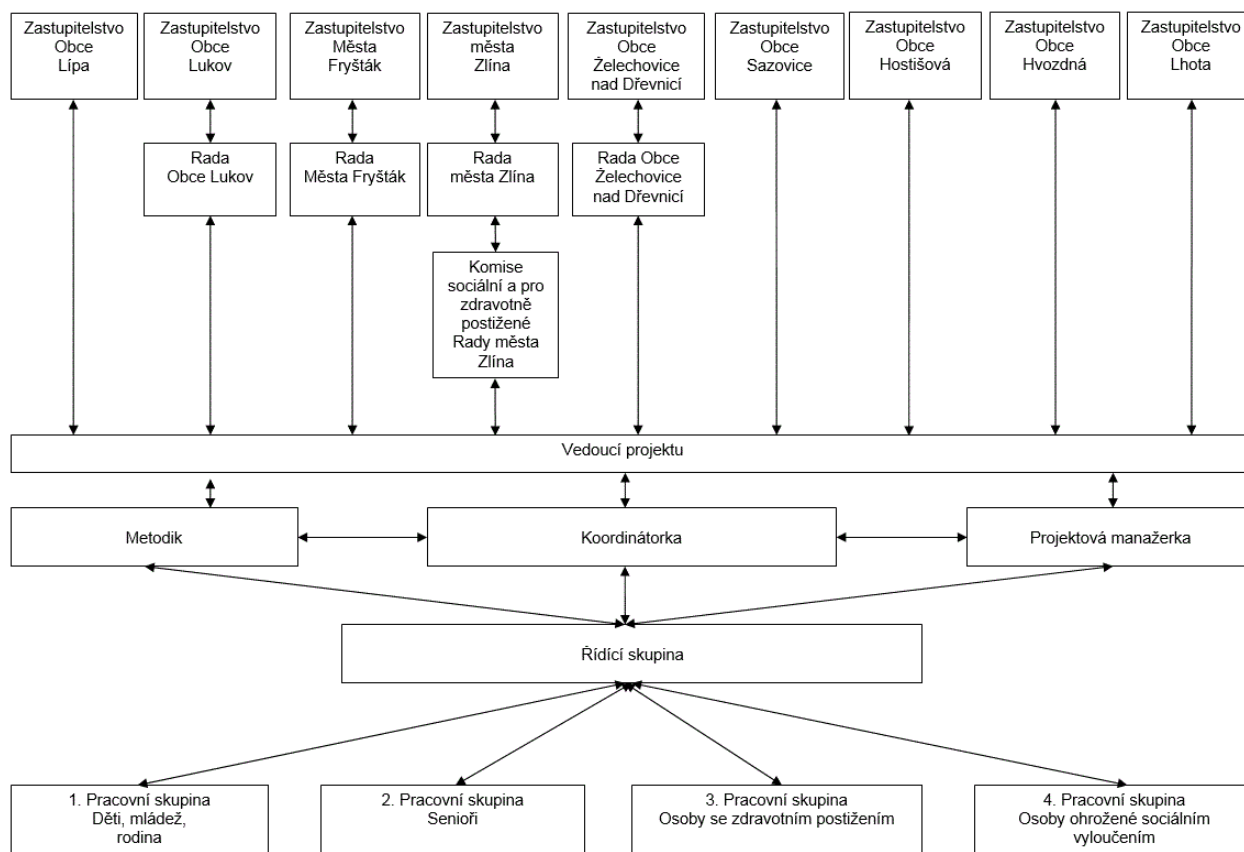 Zastupitelstvo
Obce
Lípa
Zastupitelstvo
Obce
Lukov
Zastupitelstvo
Města
Fryšták
Zastupitelstvo
města
Zlína
Zastupitelstvo
Obce
Želechovice
nad Dřevnicí
Zastupitelstvo
Obce
Sazovice
Zastupitelstvo
Obce
Hostišová
Zastupitelstvo
Obce
Hvozdná
Zastupitelstvo
Obce
Lhota
Rada
Obce Lukov
Rada
Města Fryšták
Rada
města Zlína
Rada Obce
Želechovice
nad Dřevnicí
Komise
sociální a pro
zdravotně
postižené
Rady města
Zlína
Vedoucí projektu
Metodik
Koordinátorka
Projektová manažerka
Řídící skupina
1. Pracovní skupina
Děti, mládež,
rodina
2. Pracovní skupina
Senioři
3. Pracovní skupina
Osoby se zdravotním postižením
4. Pracovní skupina
Osoby ohrožené sociálním
vyloučením